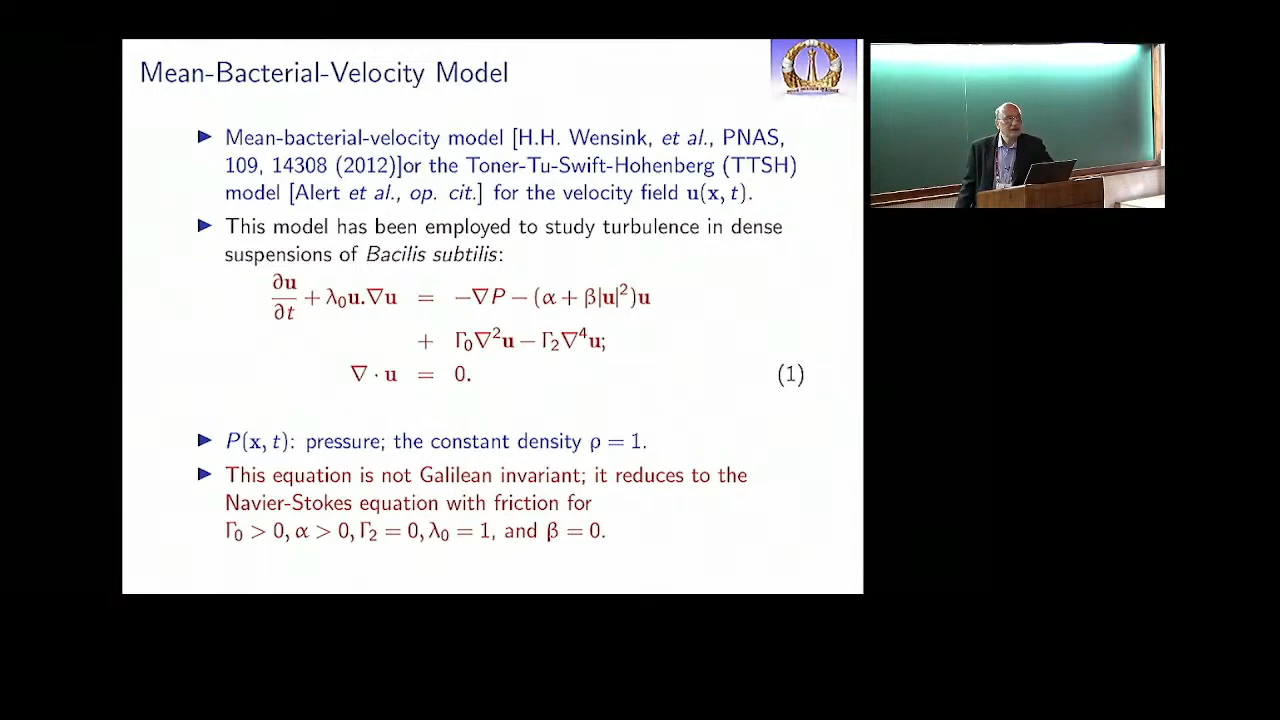 Mean-Bacterial-Velocity Model
▶ Mean-bacterial-velocity model [H.H. Wensink, et al., PNAS,
109, 14308 (2012)]or the Toner-Tu-Swift-Hohenberg (TTSH)
model [Alert et al., op. cit.] for the velocity field u(x, t).
▶ This model has been employed to study turbulence in dense
suspensions of Bacilis subtilis:
∂u/∂t + λ₀u.∇u = −∇P − (α + β|u|²)u
+ Γ₀∇²u − Γ₂∇⁴u;
∇ · u = 0. (1)
▶ P(x, t): pressure; the constant density ρ = 1.
▶ This equation is not Galilean invariant; it reduces to the
Navier-Stokes equation with friction for
Γ₀ > 0, α > 0, Γ₂ = 0, λ₀ = 1, and β = 0.